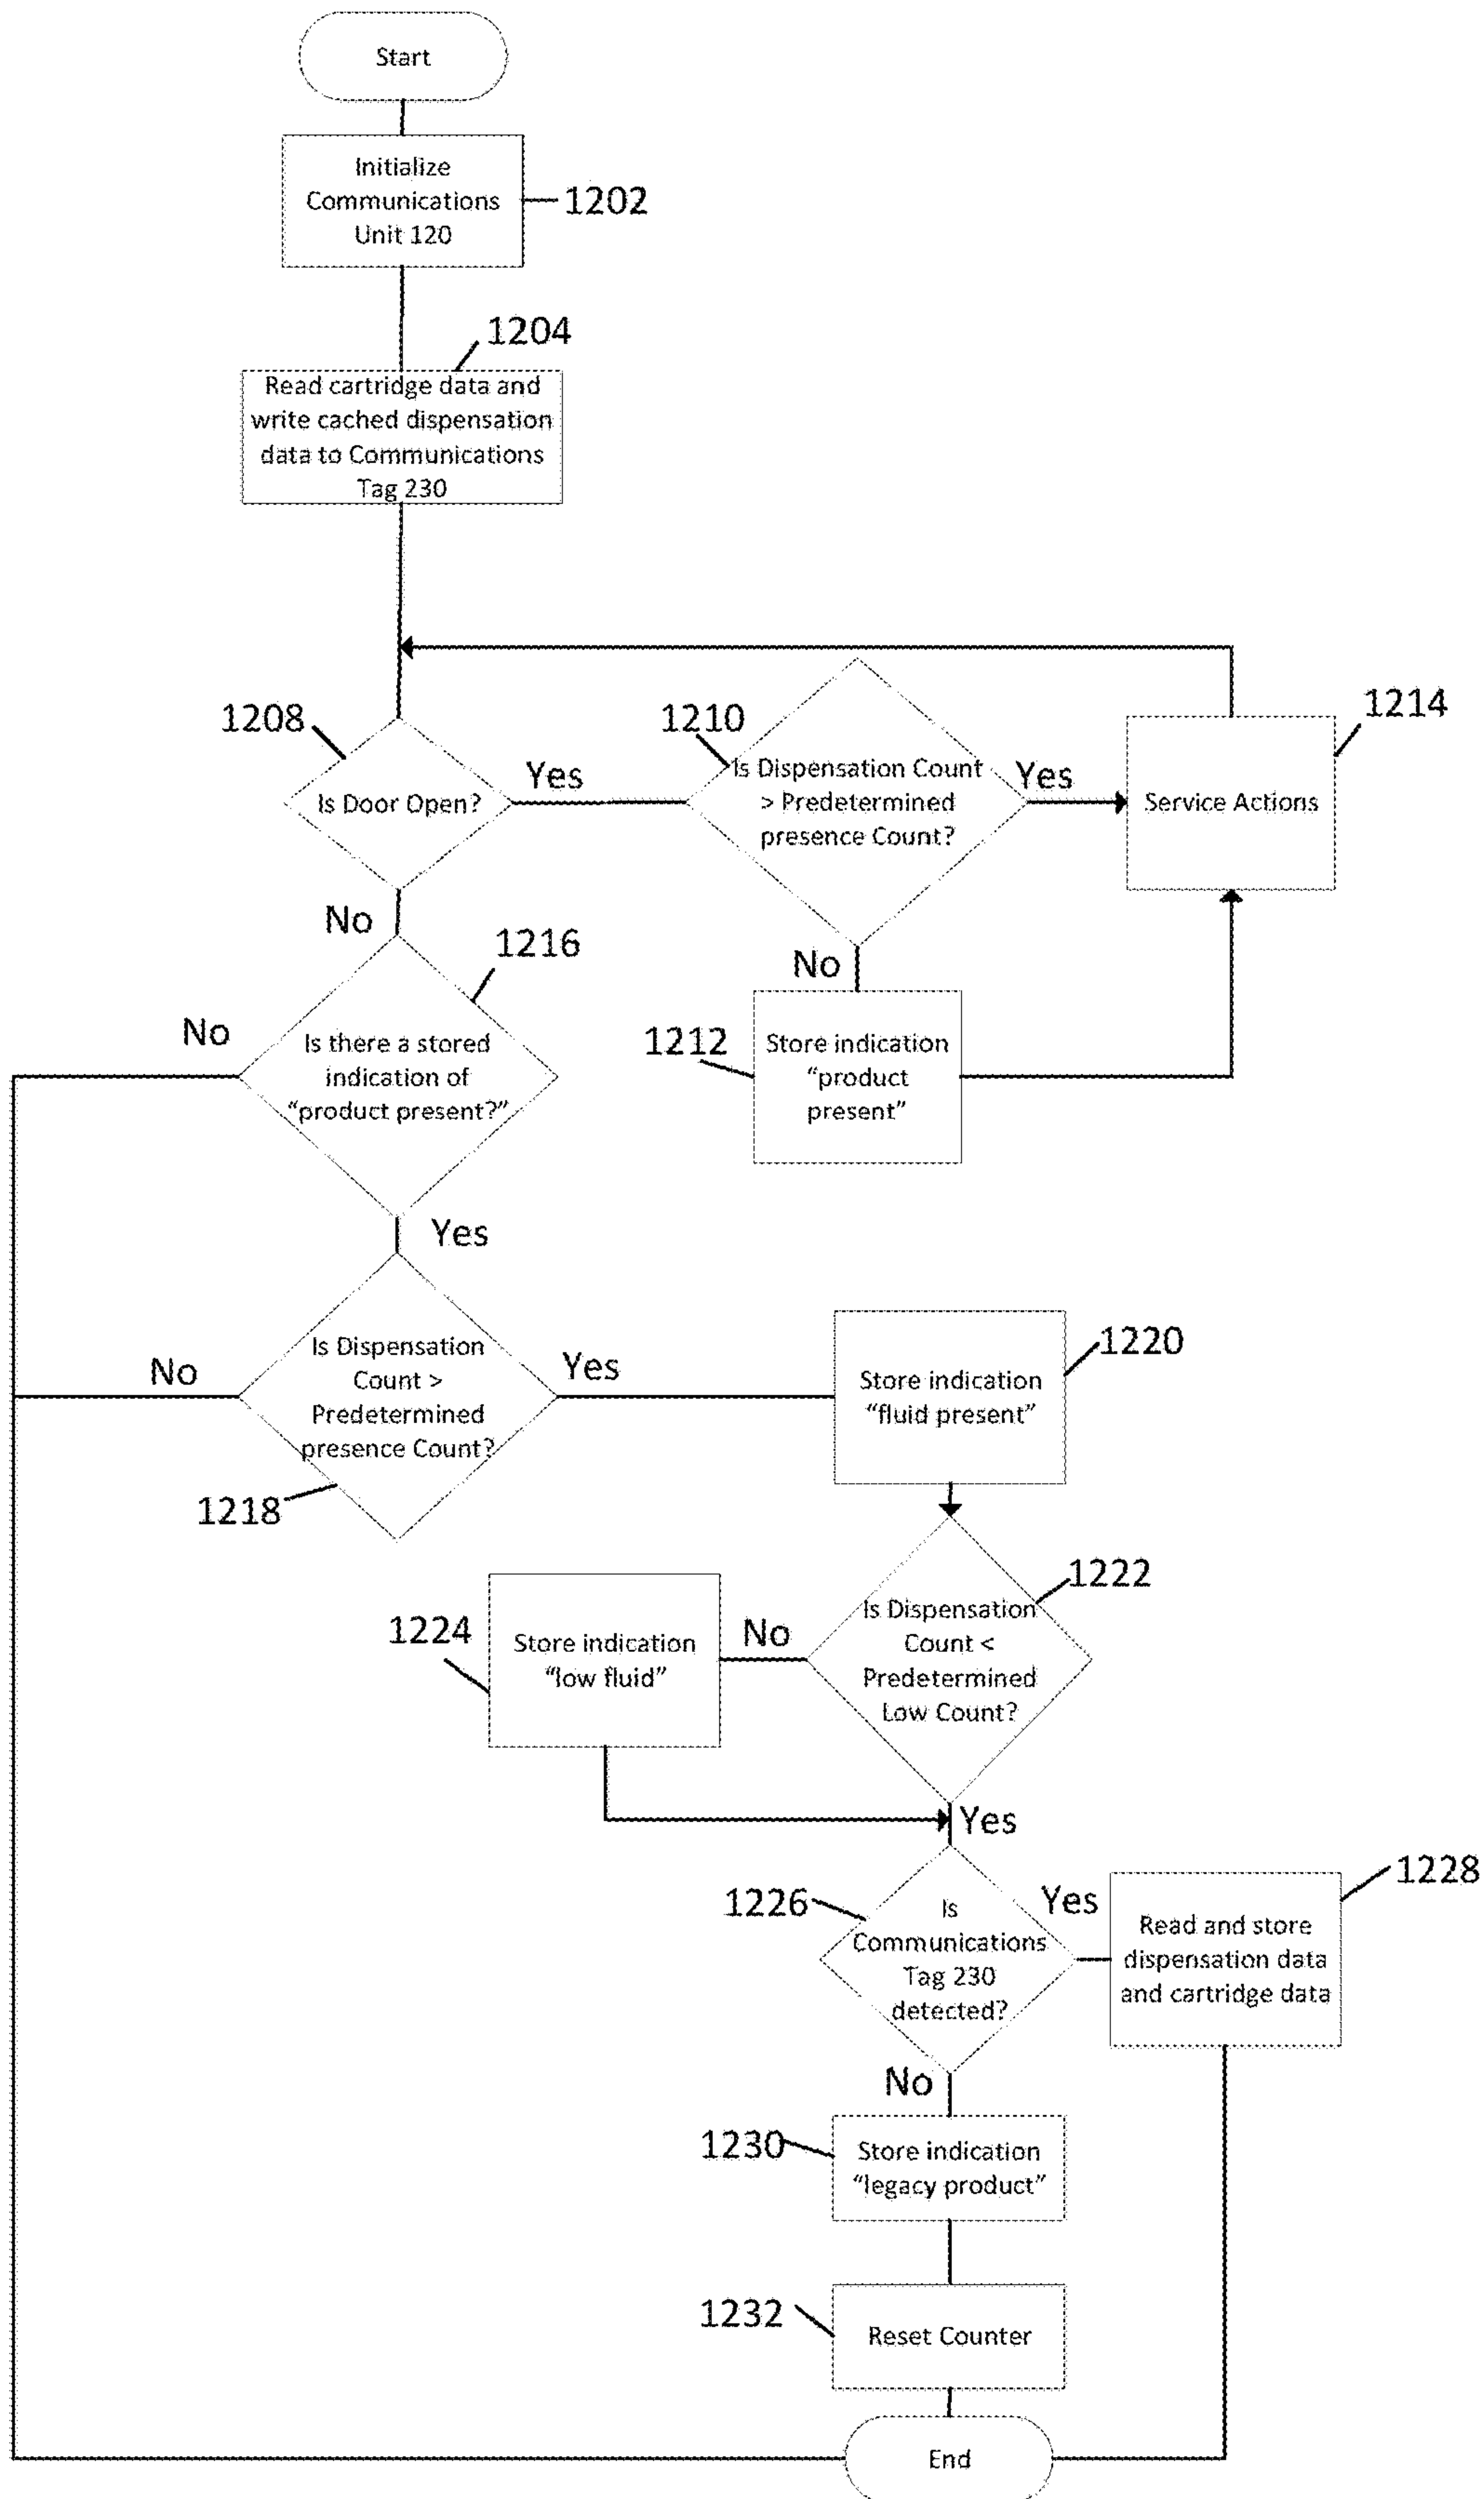 Start
Initialize
Communications
Unit 120
1202
1204
Read cartridge data and
write cached dispensation
data to Communications
Tag 230
1208
Is Door Open?
Yes
No
1210
Is Dispensation Count
> Predetermined
presence Count?
Yes
No
1214
Service Actions
1212
Store indication
“product
present”
1216
Is there a stored
indication of
“product present?”
No
Yes
Is Dispensation
Count >
Predetermined
presence Count?
1218
No
Yes
1220
Store indication
“fluid present”
1222
Is Dispensation
Count <
Predetermined
Low Count?
No
1224
Store indication
“low fluid”
Yes
1226
Is
Communications
Tag 230
detected?
Yes
1228
Read and store
dispensation data
and cartridge data
No
1230
Store indication
“legacy product”
1232
Reset Counter
End